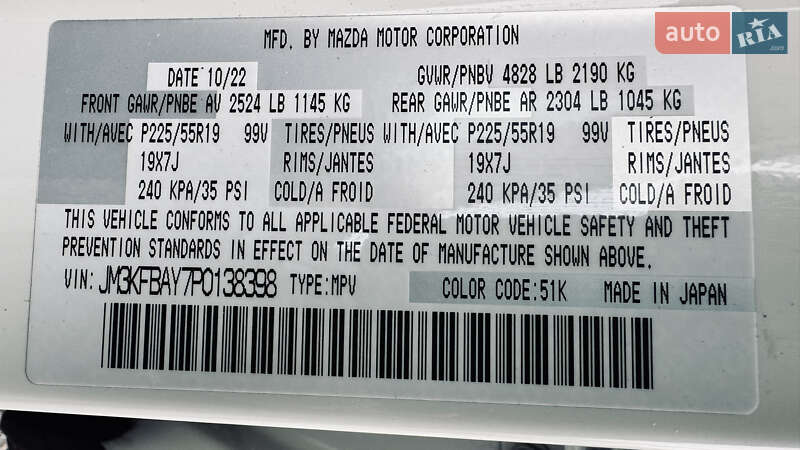 auto RIA.com
MFD. BY MAZDA MOTOR CORPORATION
DATE 10/22 GVWR/PNBV 4828 LB 2190 KG
FRONT GAWR/PNBE AV 2524 LB 1145 KG REAR GAWR/PNBE AR 2304 LB 1045 KG
WITH/AVEC P225/55R19 99V TIRES/PNEUS WITH/AVEC P225/55R19 99V TIRES/PNEUS
19X7J RIMS/JANTES 19X7J RIMS/JANTES
240 KPA/35 PSI COLD/A FROID 240 KPA/35 PSI COLD/A FROID
THIS VEHICLE CONFORMS TO ALL APPLICABLE FEDERAL MOTOR VEHICLE SAFETY AND THEFT
PREVENTION STANDARDS IN EFFECT ON THE DATE OF MANUFACTURE SHOWN ABOVE.
VIN: JM3KFBAY7P0138398 TYPE:MPV COLOR CODE:51K MADE IN JAPAN